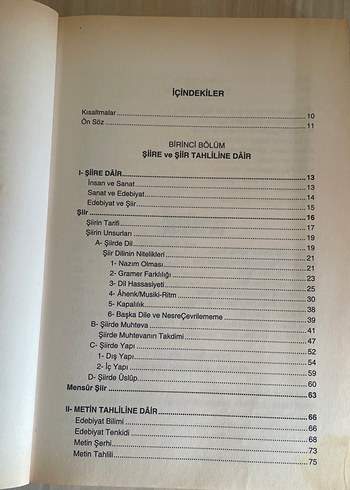 İÇİNDEKİLER
Kısaltmalar 10
Ön Söz 11
BİRİNCİ BÖLÜM
ŞİİRE ve ŞİİR TAHLİLİNE DÂİR
I- ŞİİRE DÂİR 13
İnsan ve Sanat 13
Sanat ve Edebiyat 14
Edebiyat ve Şiir 15
Şiir 16
Şiirin Tarifi 17
Şiirin Unsurları 19
A- Şiirde Dil 19
Şiir Dilinin Nitelikleri 21
1- Nazım Olması 21
2- Gramer Farklılığı 23
3- Dil Hassasiyeti 25
4- Âhenk/Musiki-Ritm 30
5- Kapalılık 38
6- Başka Dile ve NesreÇevrilememe 39
B- Şiirde Muhteva 41
Şiirde Muhtevanın Takdimi 47
C- Şiirde Yapı 52
1- Dış Yapı 54
2- İç Yapı 59
D- Şiirde Üslûp 60
Mensûr Şiir 63
II- METİN TAHLİLİNE DÂİR 66
Edebiyat Bilimi 66
Edebiyat Tenkidi 68
Metin Şerhi 73
Metin Tahlili 75